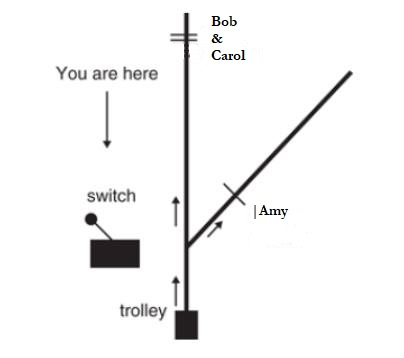 Bob
&
Carol
You are here
switch
|Amy
trolley